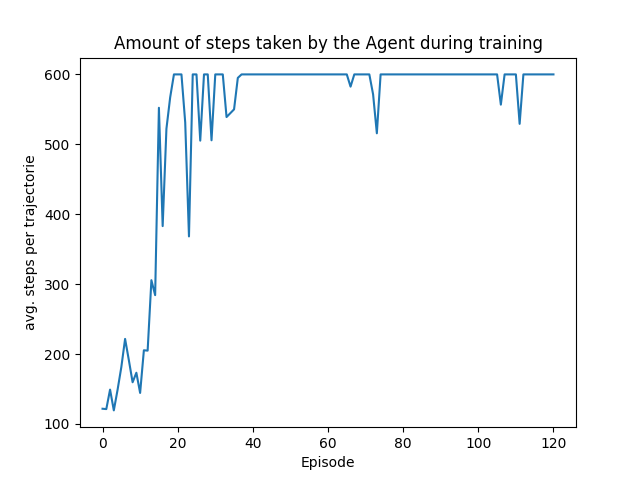 Amount of steps taken by the Agent during training
avg. steps per trajectorie
600
500
400
300
200
100
0 20 40 60 80 100 120
Episode